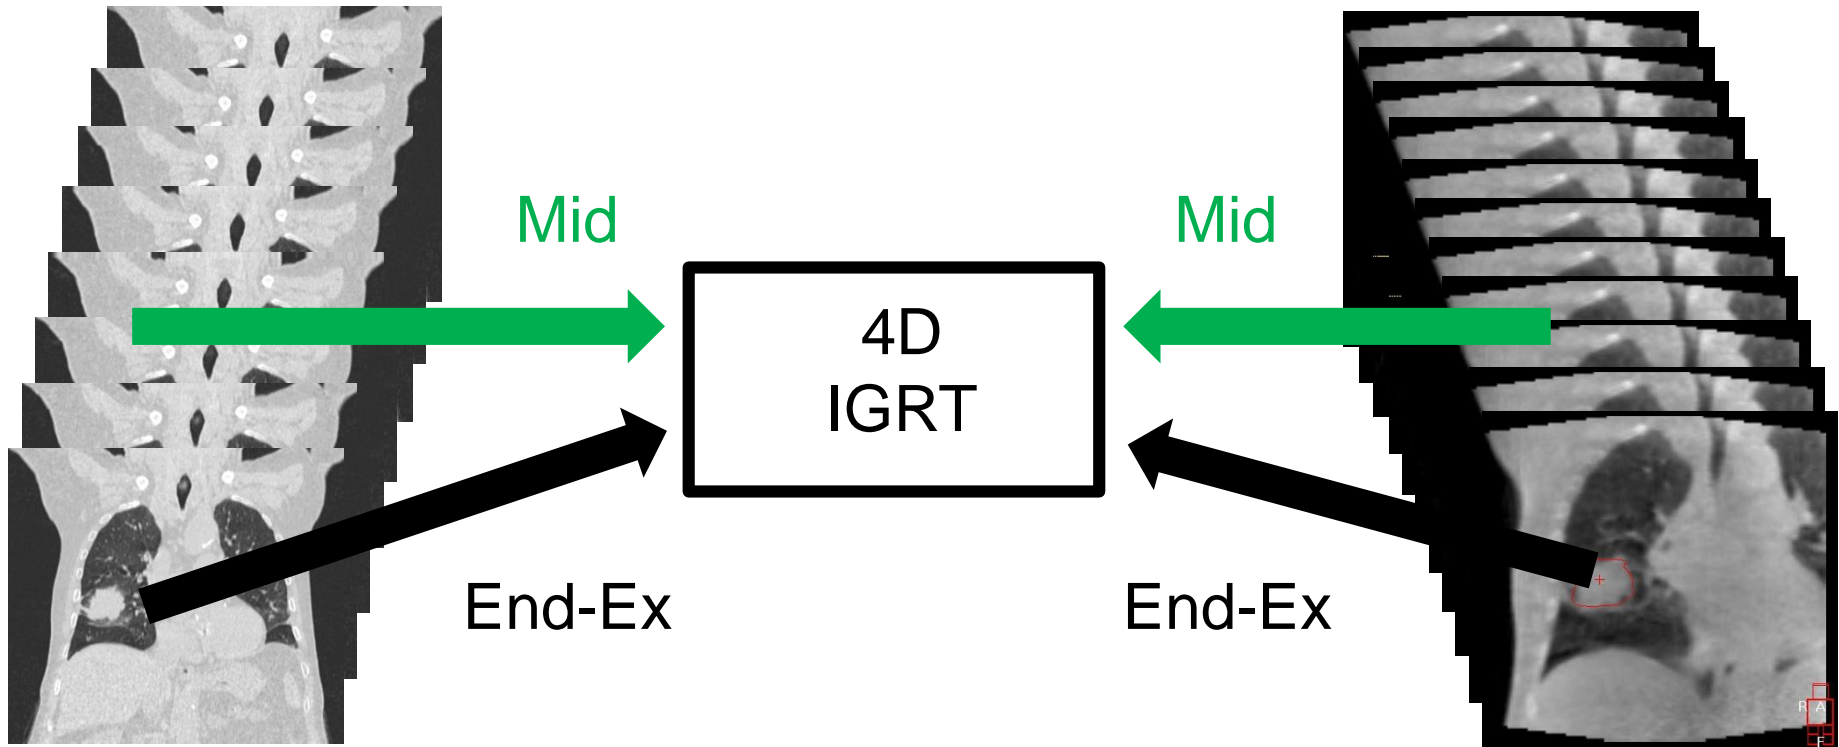 Mid
Mid
4D
IGRT
End-Ex
End-Ex
R A
F